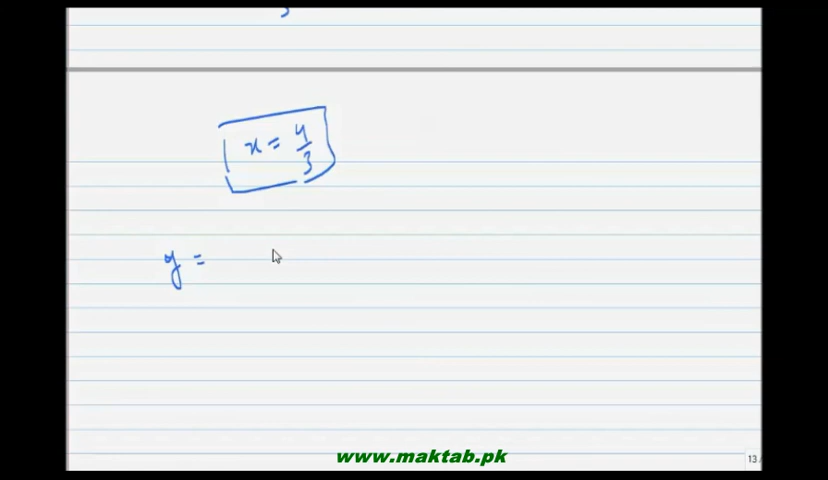 x = 4/3
y =
www.maktab.pk
13